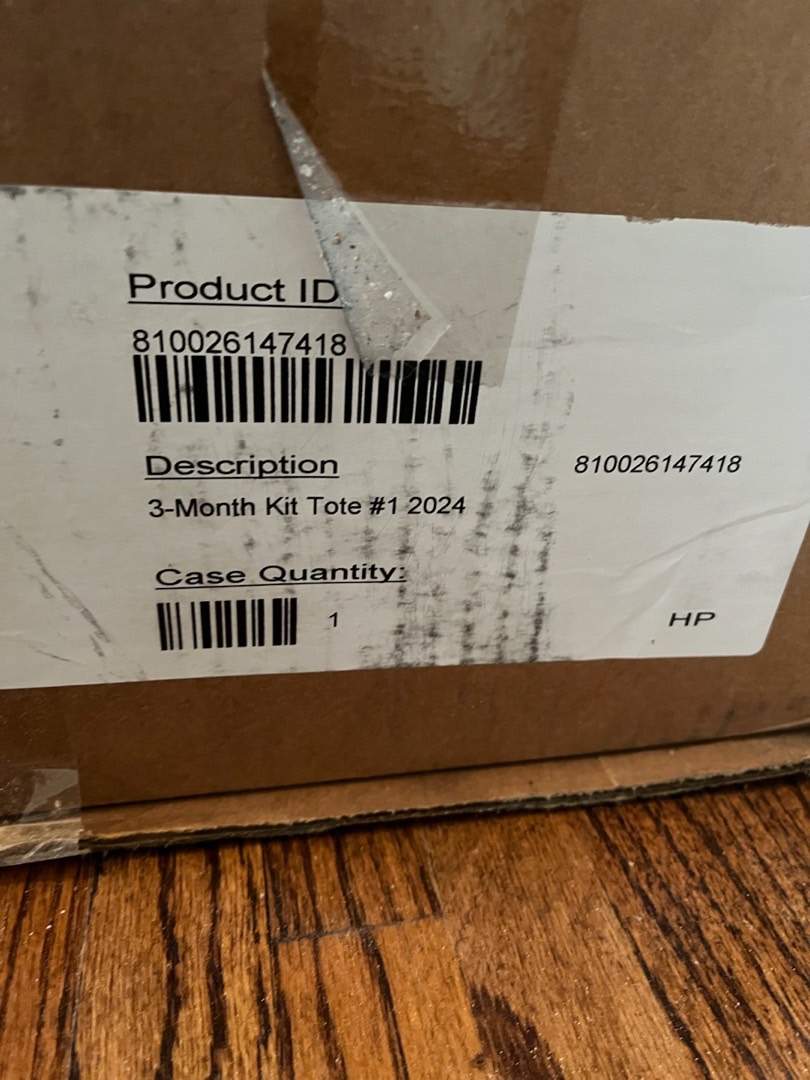 Product ID
810026147418
Description
810026147418
3-Month Kit Tote #1 2024
Case Quantity:
1
HP